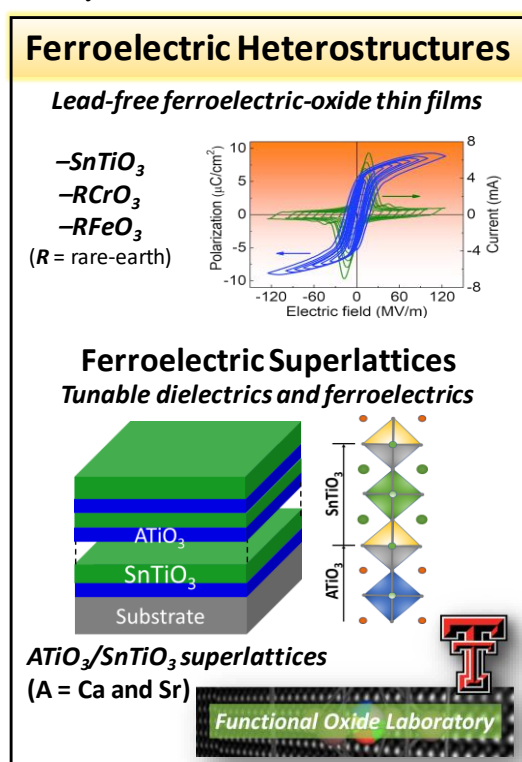 Ferroelectric Heterostructures
Lead-free ferroelectric-oxide thin films
–SnTiO₃
–RCrO₃
–RFeO₃
(R = rare-earth)
Polarization (μC/cm²)
10
5
0
-5
-10
8
4
0
-4
-8
Current (mA)
-120 -60 0 60 120
Electric field (MV/m)
Ferroelectric Superlattices
Tunable dielectrics and ferroelectrics
ATiO₃
SnTiO₃
Substrate
SnTiO₃
ATiO₃
ATiO₃/SnTiO₃ superlattices
(A = Ca and Sr)
T
Functional Oxide Laboratory